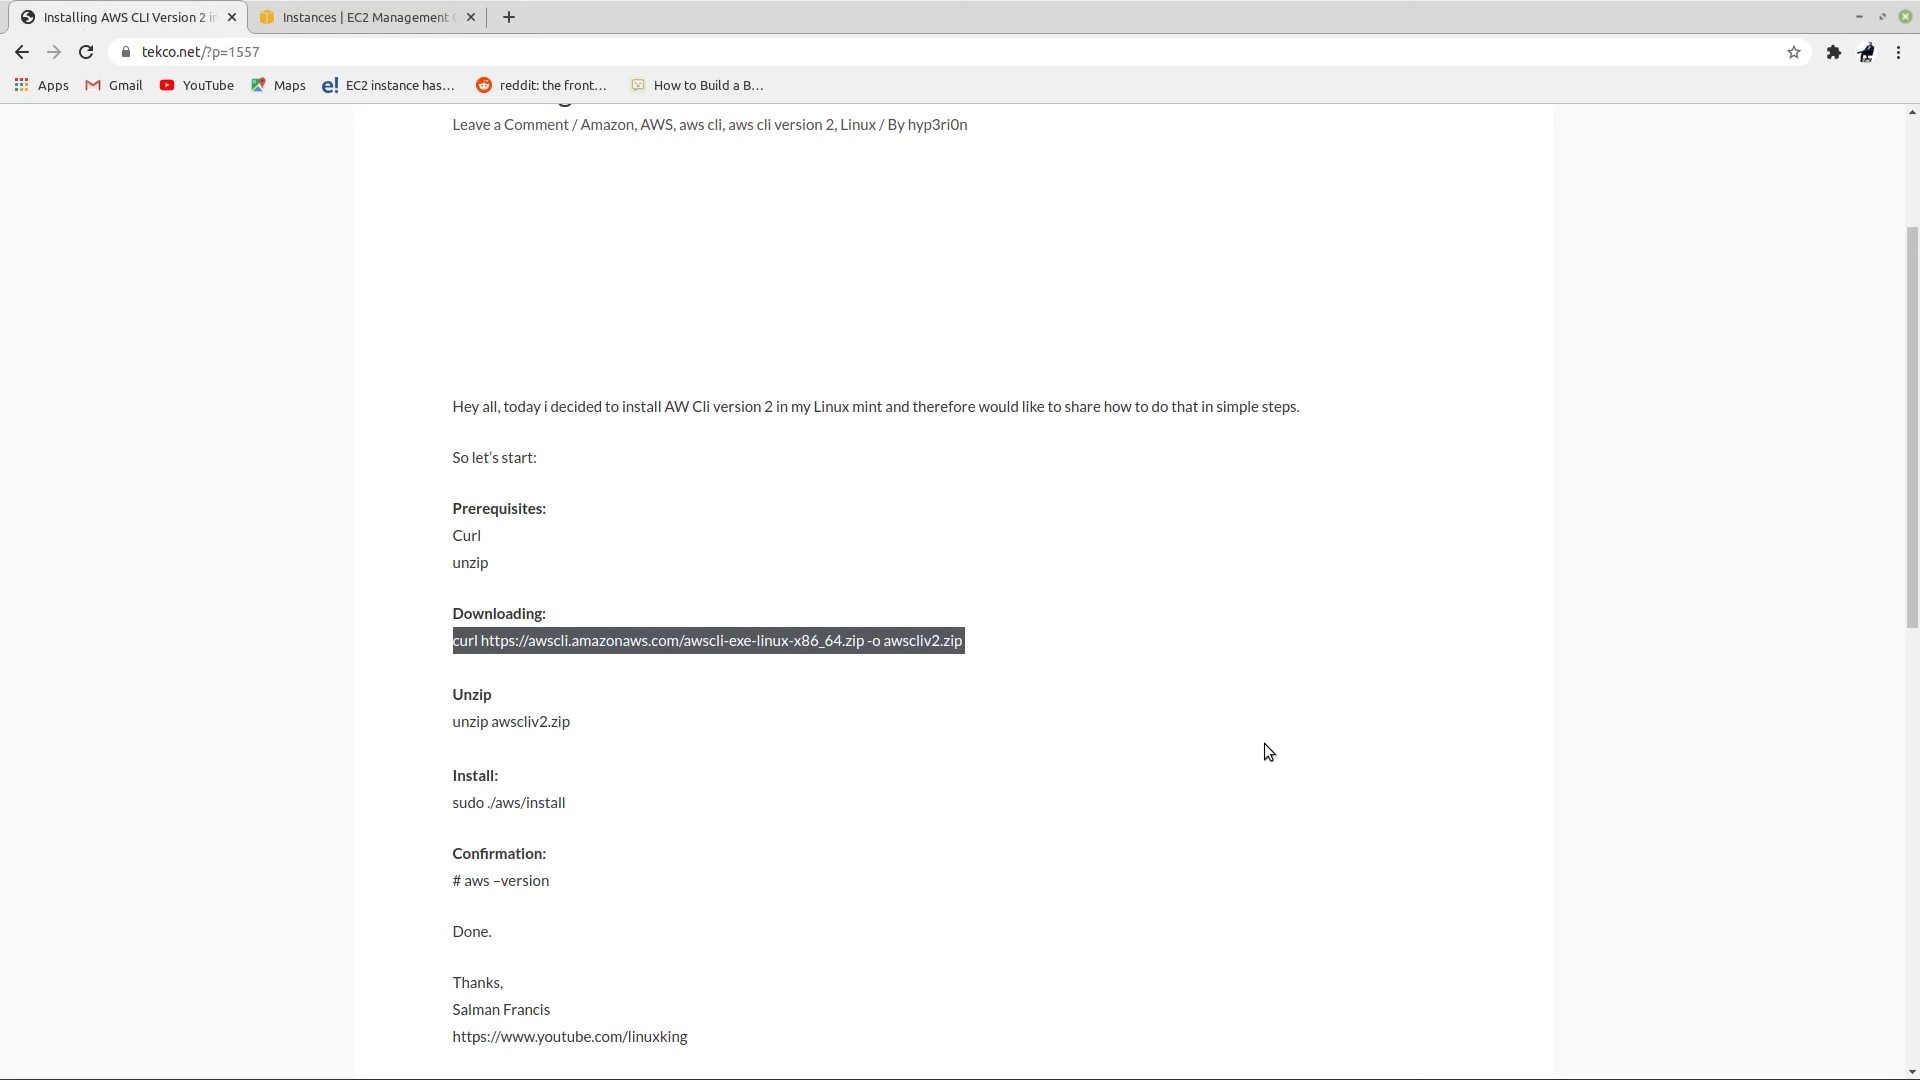 Installing AWS CLI Version 2 in
Instances | EC2 Management C
tekco.net/?p=1557
Apps
Gmail
YouTube
Maps
e! EC2 instance has...
reddit: the front...
How to Build a B...
Leave a Comment / Amazon, AWS, aws cli, aws cli version 2, Linux / By hyp3ri0n
Hey all, today i decided to install AW Cli version 2 in my Linux mint and therefore would like to share how to do that in simple steps.
So let’s start:
Prerequisites:
Curl
unzip
Downloading:
curl https://awscli.amazonaws.com/awscli-exe-linux-x86_64.zip -o awscliv2.zip
Unzip
unzip awscliv2.zip
Install:
sudo ./aws/install
Confirmation:
# aws –version
Done.
Thanks,
Salman Francis
https://www.youtube.com/linuxking